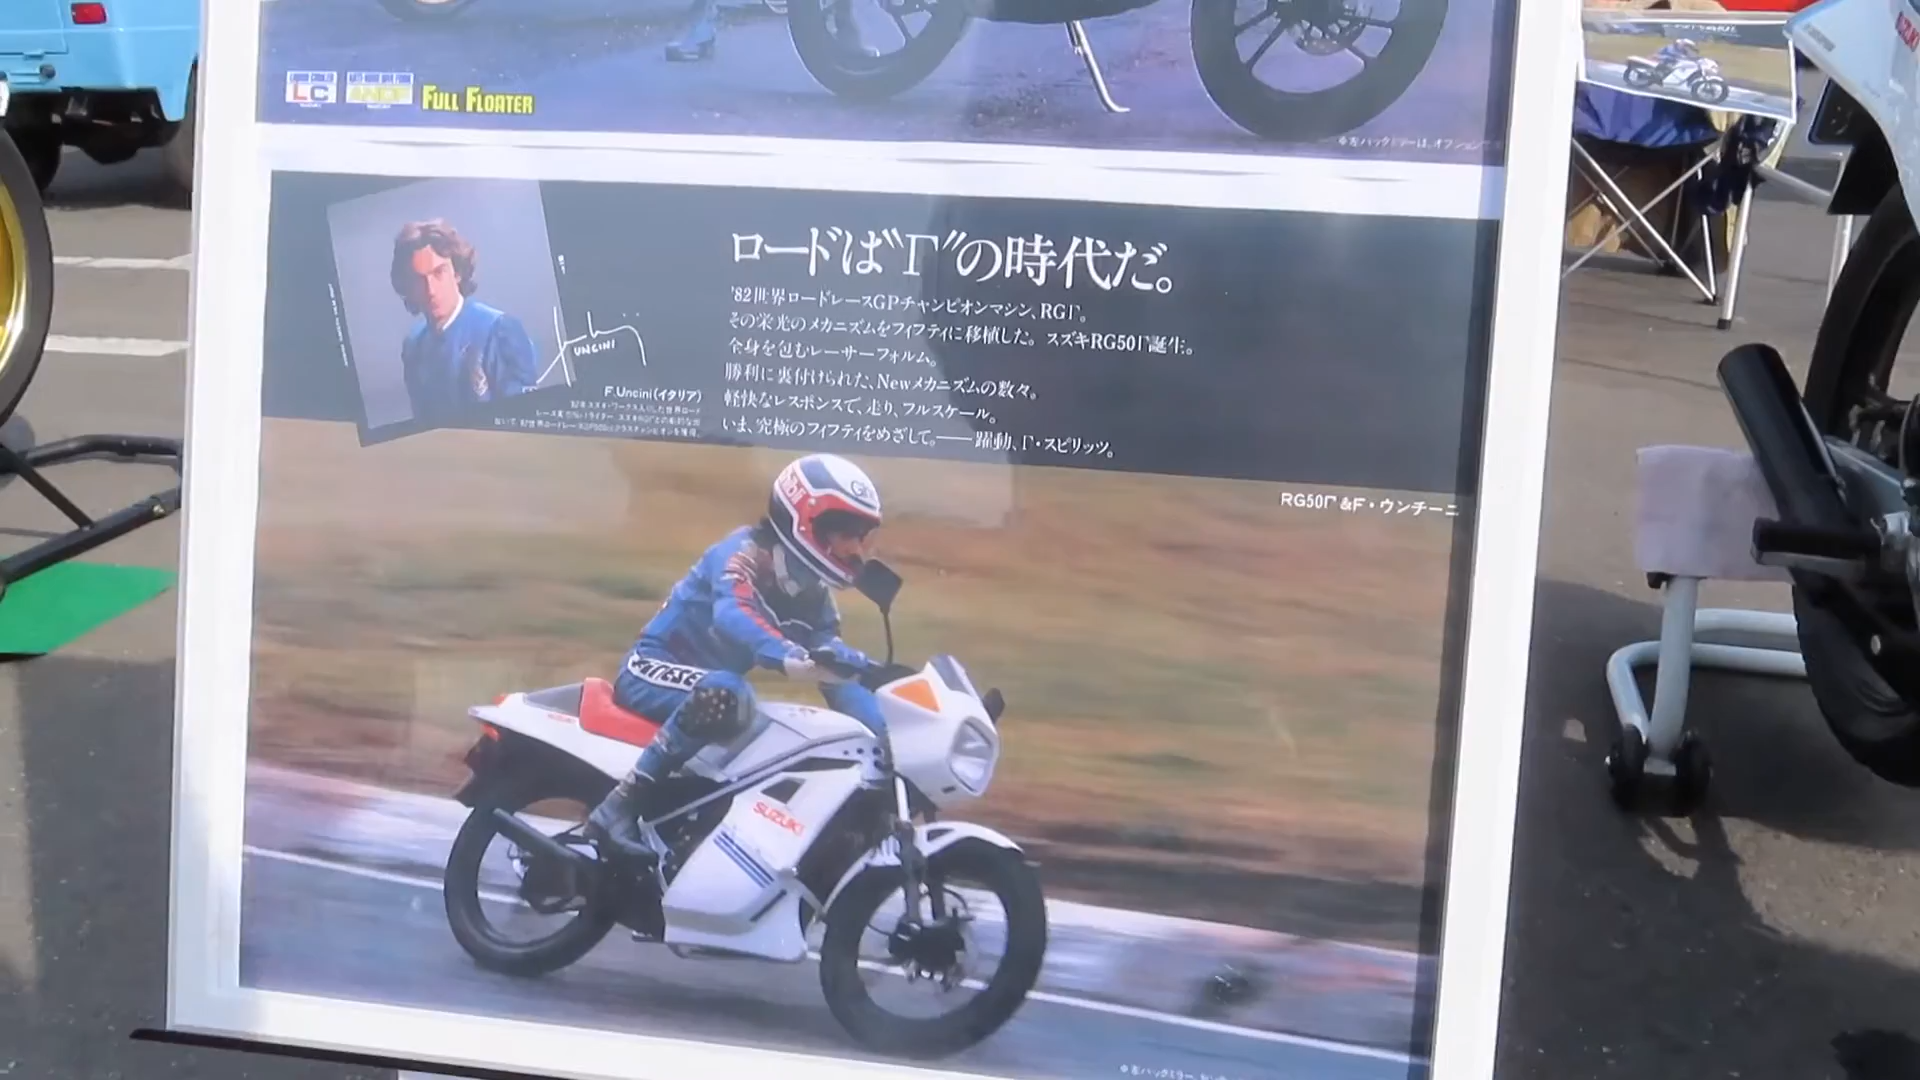 LC
FULL FLOATER
ロードは“Γ”の時代だ。
'82世界ロードレースGPチャンピオンマシン、RGΓ。
その栄光のメカニズムをフィフティに移植した。スズキRG50Γ誕生。
全身を包むレーサーフォルム。
勝利に裏付けられた、Newメカニズムの数々。
軽快なレスポンスで、走り、フルスケール。
いま、究極のフィフティをめざして。——躍動、Γ・スピリッツ。
UNCINI
F.Uncini(イタリア)
RG50Γ&F・ウンチーニ
SUZUKI
SUZUKI